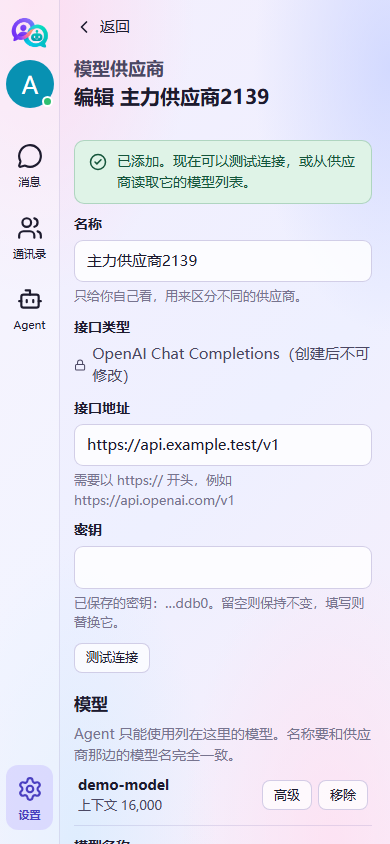 返回
模型供应商
编辑 主力供应商2139
A
已添加。现在可以测试连接，或从供应
商读取它的模型列表。
消息
名称
主力供应商2139
通讯录
只给你自己看，用来区分不同的供应商。
接口类型
Agent
OpenAI Chat Completions（创建后不可
修改）
接口地址
https://api.example.test/v1
需要以 https:// 开头，例如
https://api.openai.com/v1
密钥
已保存的密钥：…ddb0。留空则保持不变，填写则
替换它。
测试连接
模型
Agent 只能使用列在这里的模型。名称要和供应
商那边的模型名完全一致。
demo-model
上下文 16,000
高级
移除
设置
模型名称